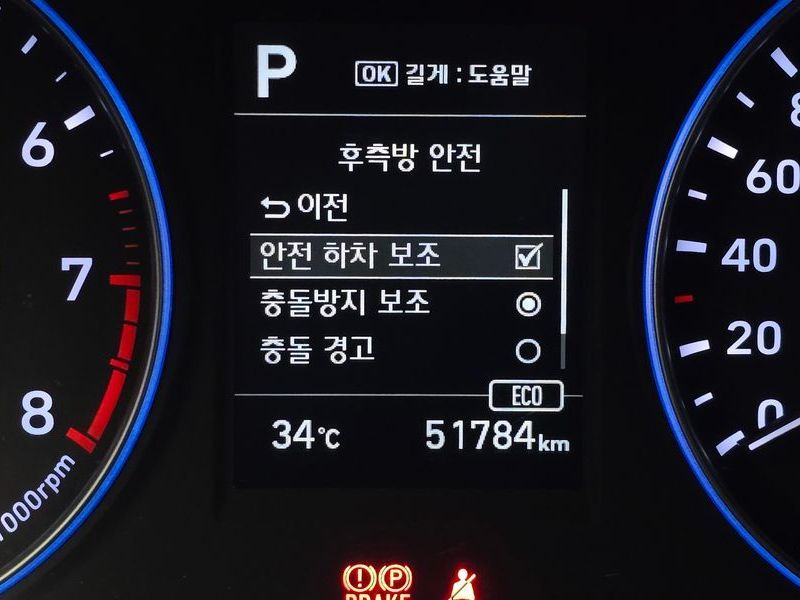 P
OK 길게 : 도움말
후측방 안전
이전
안전 하차 보조
충돌방지 보조
충돌 경고
ECO
34℃
51784km
6
7
8
1000rpm
8
60
40
20
0
P
BRAKE